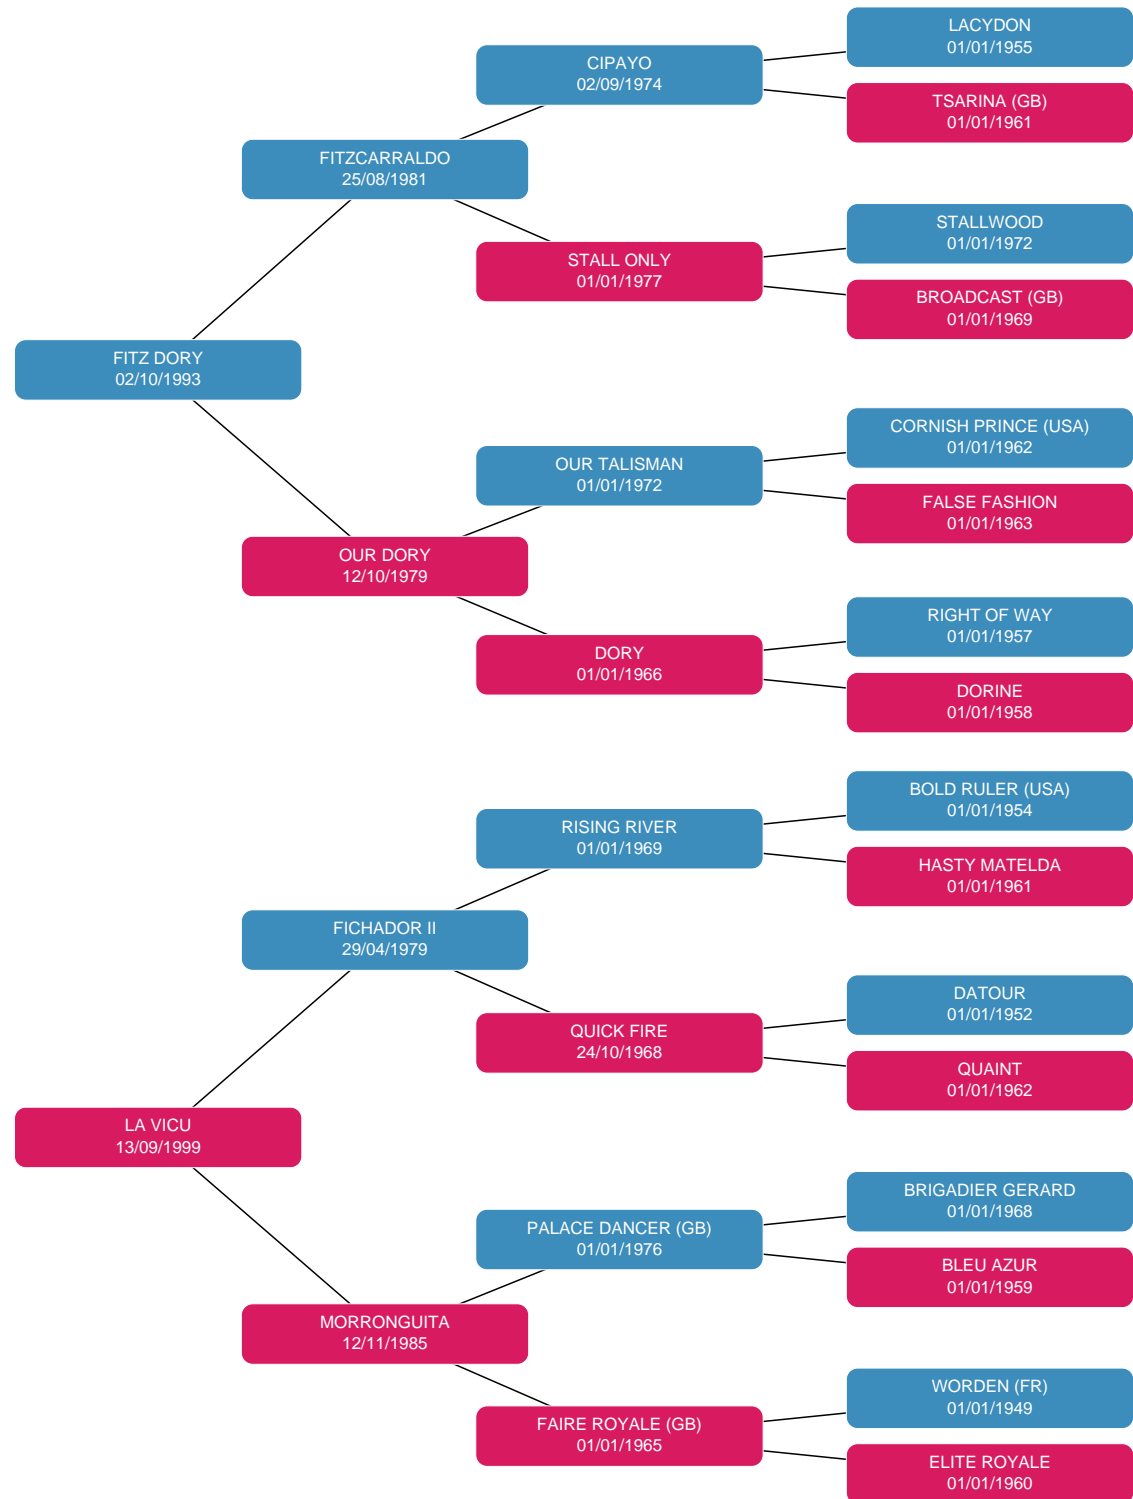 LACYDON
01/01/1955
CIPAYO
02/09/1974
TSARINA (GB)
01/01/1961
FITZCARRALDO
25/08/1981
STALLWOOD
01/01/1972
STALL ONLY
01/01/1977
BROADCAST (GB)
01/01/1969
FITZ DORY
02/10/1993
CORNISH PRINCE (USA)
01/01/1962
OUR TALISMAN
01/01/1972
FALSE FASHION
01/01/1963
OUR DORY
12/10/1979
RIGHT OF WAY
01/01/1957
DORY
01/01/1966
DORINE
01/01/1958
BOLD RULER (USA)
01/01/1954
RISING RIVER
01/01/1969
HASTY MATELDA
01/01/1961
FICHADOR II
29/04/1979
DATOUR
01/01/1952
QUICK FIRE
24/10/1968
QUAINT
01/01/1962
LA VICU
13/09/1999
BRIGADIER GERARD
01/01/1968
PALACE DANCER (GB)
01/01/1976
BLEU AZUR
01/01/1959
MORRONGUITA
12/11/1985
WORDEN (FR)
01/01/1949
FAIRE ROYALE (GB)
01/01/1965
ELITE ROYALE
01/01/1960